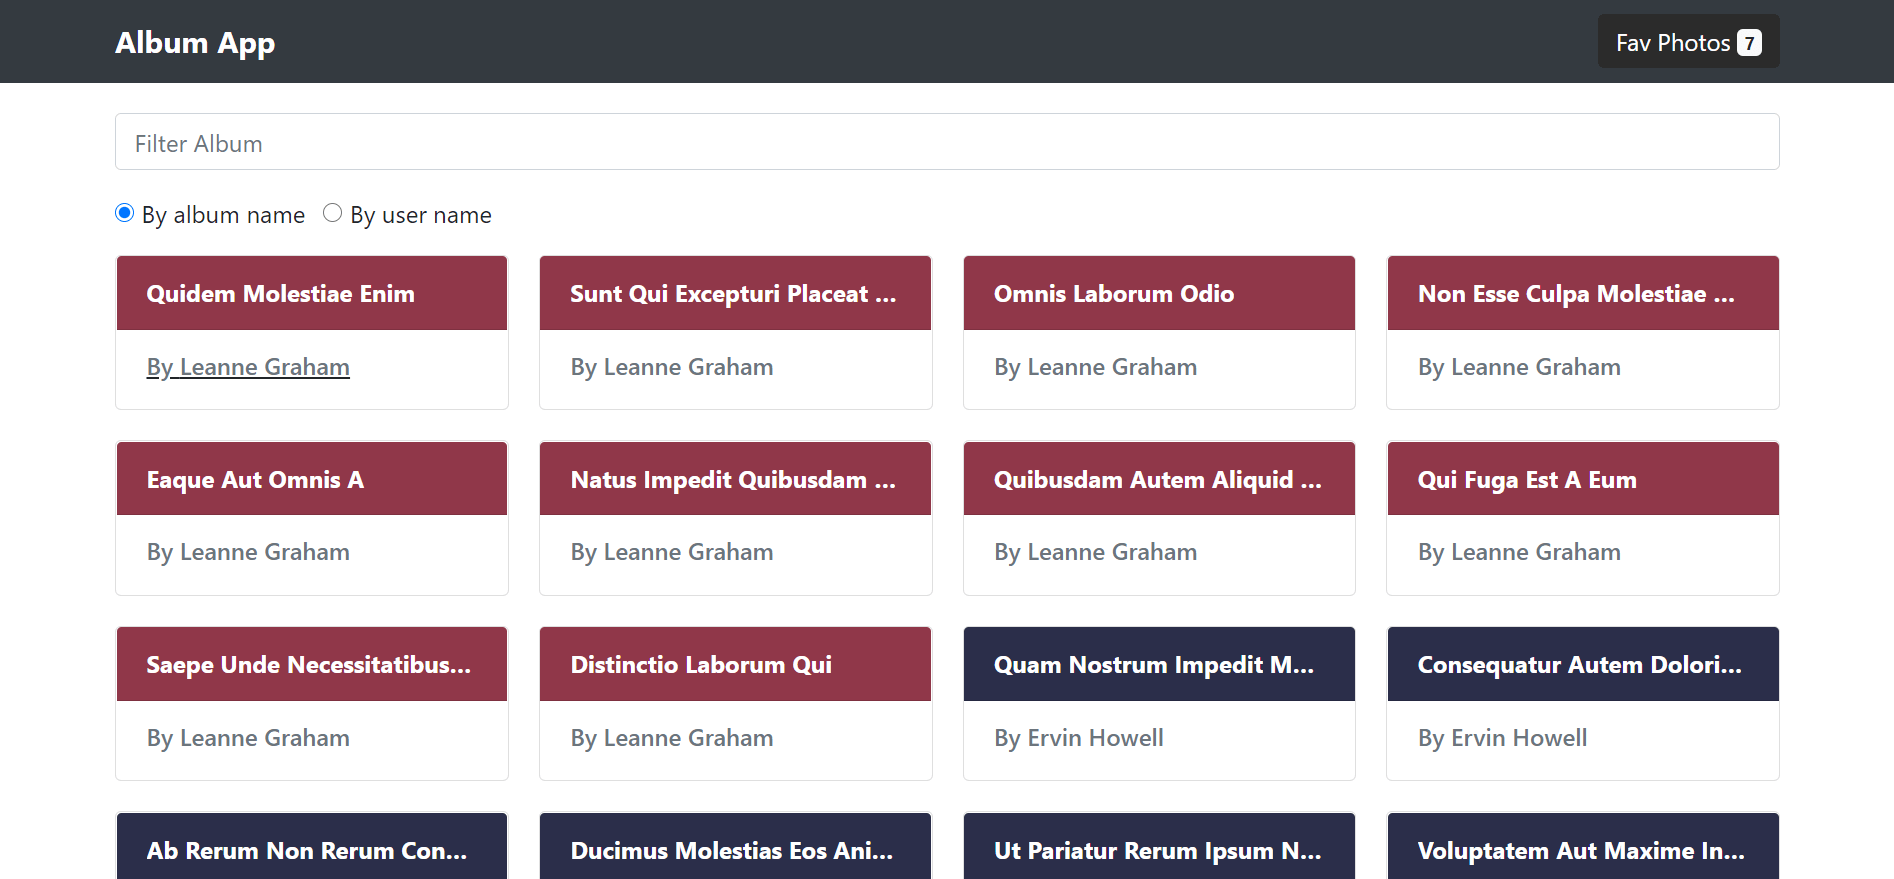 Album App
Fav Photos 7
Filter Album
By album name By user name
Quidem Molestiae Enim
By Leanne Graham
Sunt Qui Excepturi Placeat ...
By Leanne Graham
Omnis Laborum Odio
By Leanne Graham
Non Esse Culpa Molestiae ...
By Leanne Graham
Eaque Aut Omnis A
By Leanne Graham
Natus Impedit Quibusdam ...
By Leanne Graham
Quibusdam Autem Aliquid ...
By Leanne Graham
Qui Fuga Est A Eum
By Leanne Graham
Saepe Unde Necessitatibus...
By Leanne Graham
Distinctio Laborum Qui
By Leanne Graham
Quam Nostrum Impedit M...
By Ervin Howell
Consequatur Autem Dolori...
By Ervin Howell
Ab Rerum Non Rerum Con...
Ducimus Molestias Eos Ani...
Ut Pariatur Rerum Ipsum N...
Voluptatem Aut Maxime In...